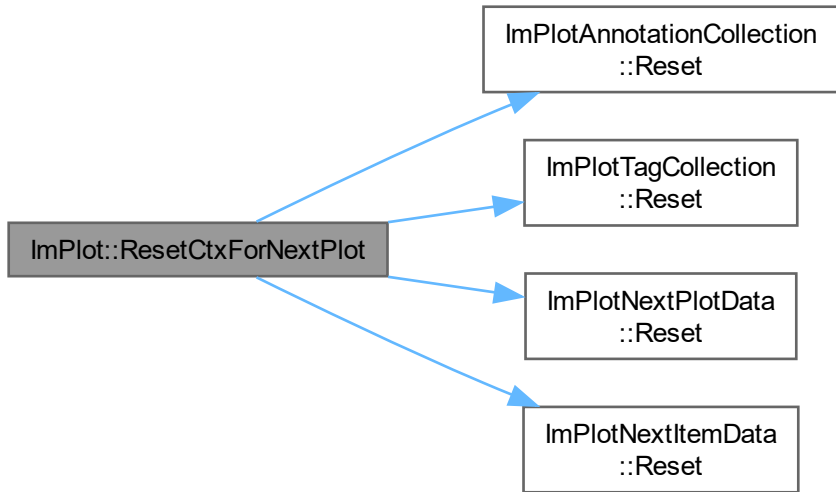 ImPlotAnnotationCollection
::Reset
ImPlotTagCollection
::Reset
ImPlot::ResetCtxForNextPlot
ImPlotNextPlotData
::Reset
ImPlotNextItemData
::Reset